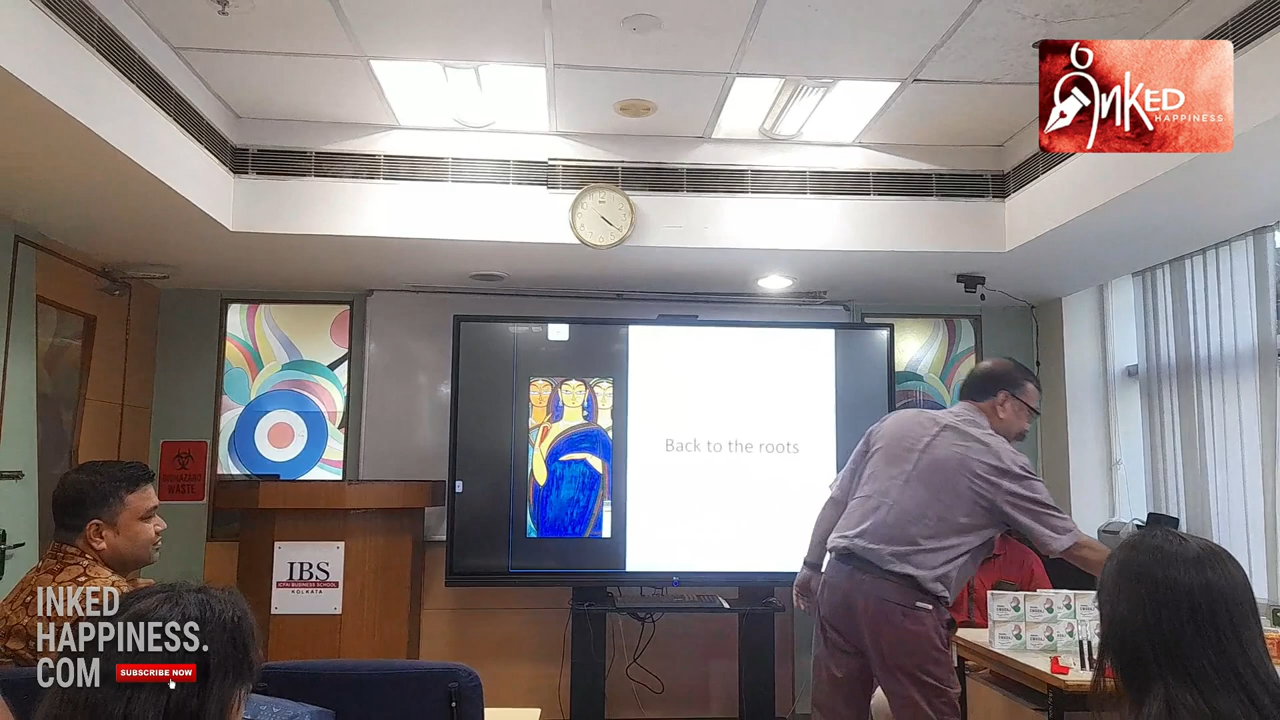 InKED
HAPPINESS
Back to the roots
BIOHAZARD
WASTE
IBS
ICFAI BUSINESS SCHOOL
KOLKATA
INKED
HAPPINESS.
COM
SUBSCRIBE NOW